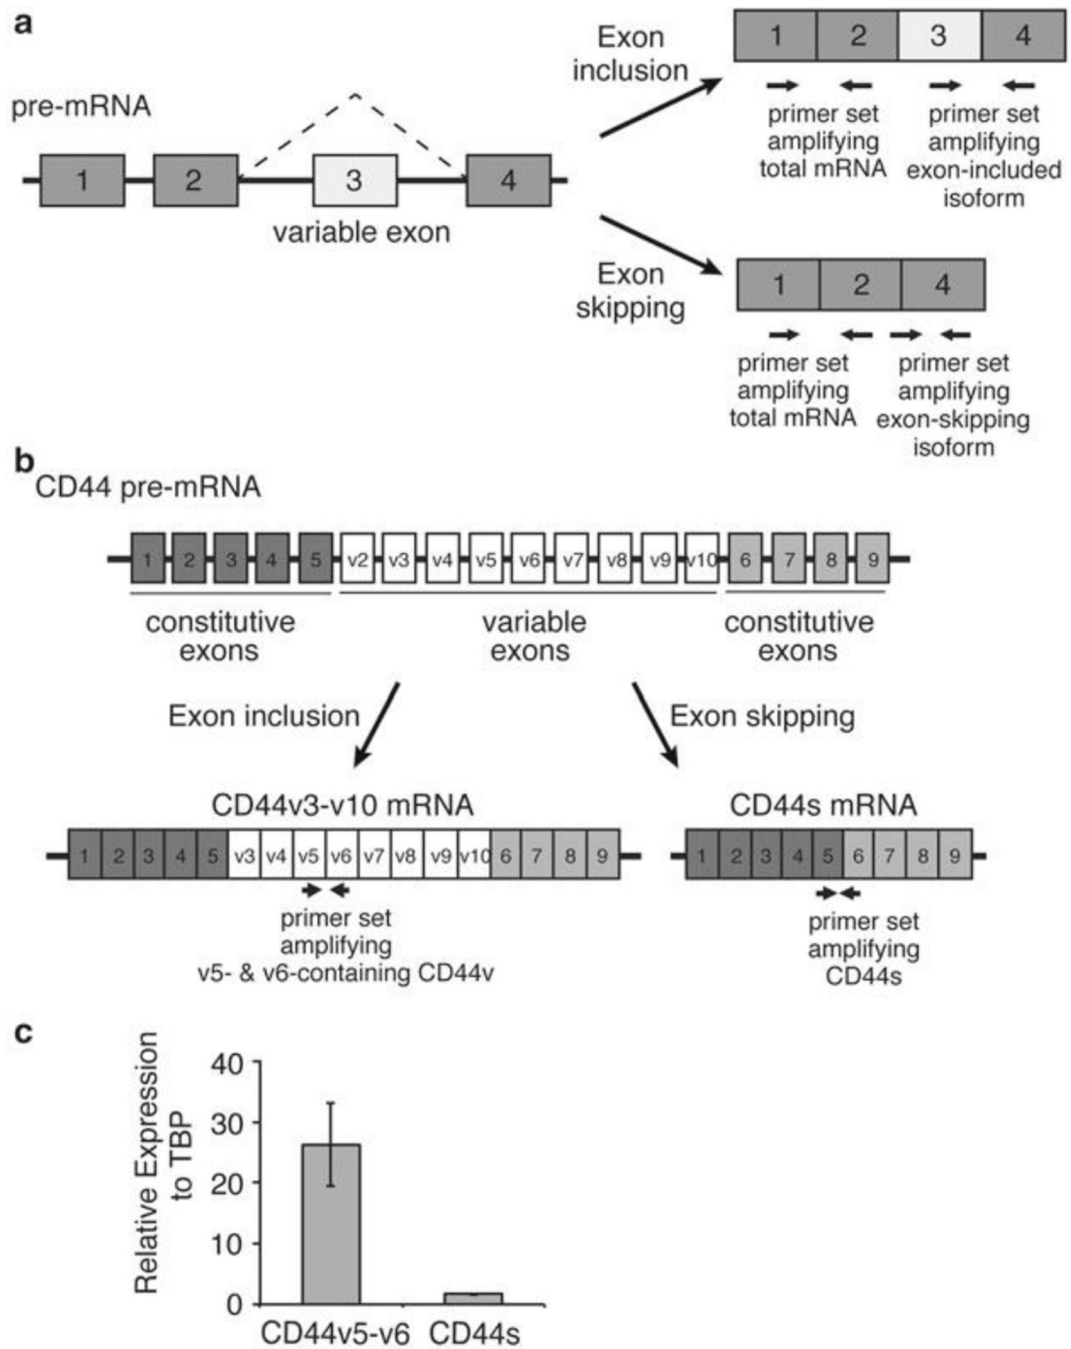 a
pre-mRNA
1 2 3 4
variable exon
Exon
inclusion
1 2 3 4
primer set
amplifying
total mRNA
primer set
amplifying
exon-included
isoform
Exon
skipping
1 2 4
primer set
amplifying
total mRNA
primer set
amplifying
exon-skipping
isoform
b
CD44 pre-mRNA
1 2 3 4 5 v2 v3 v4 v5 v6 v7 v8 v9 v10 6 7 8 9
constitutive
exons
variable
exons
constitutive
exons
Exon inclusion
Exon skipping
CD44v3-v10 mRNA
1 2 3 4 5 v3 v4 v5 v6 v7 v8 v9 v10 6 7 8 9
primer set
amplifying
v5- & v6-containing CD44v
CD44s mRNA
1 2 3 4 5 6 7 8 9
primer set
amplifying
CD44s
c
Relative Expression
to TBP
40
30
20
10
0
CD44v5-v6 CD44s